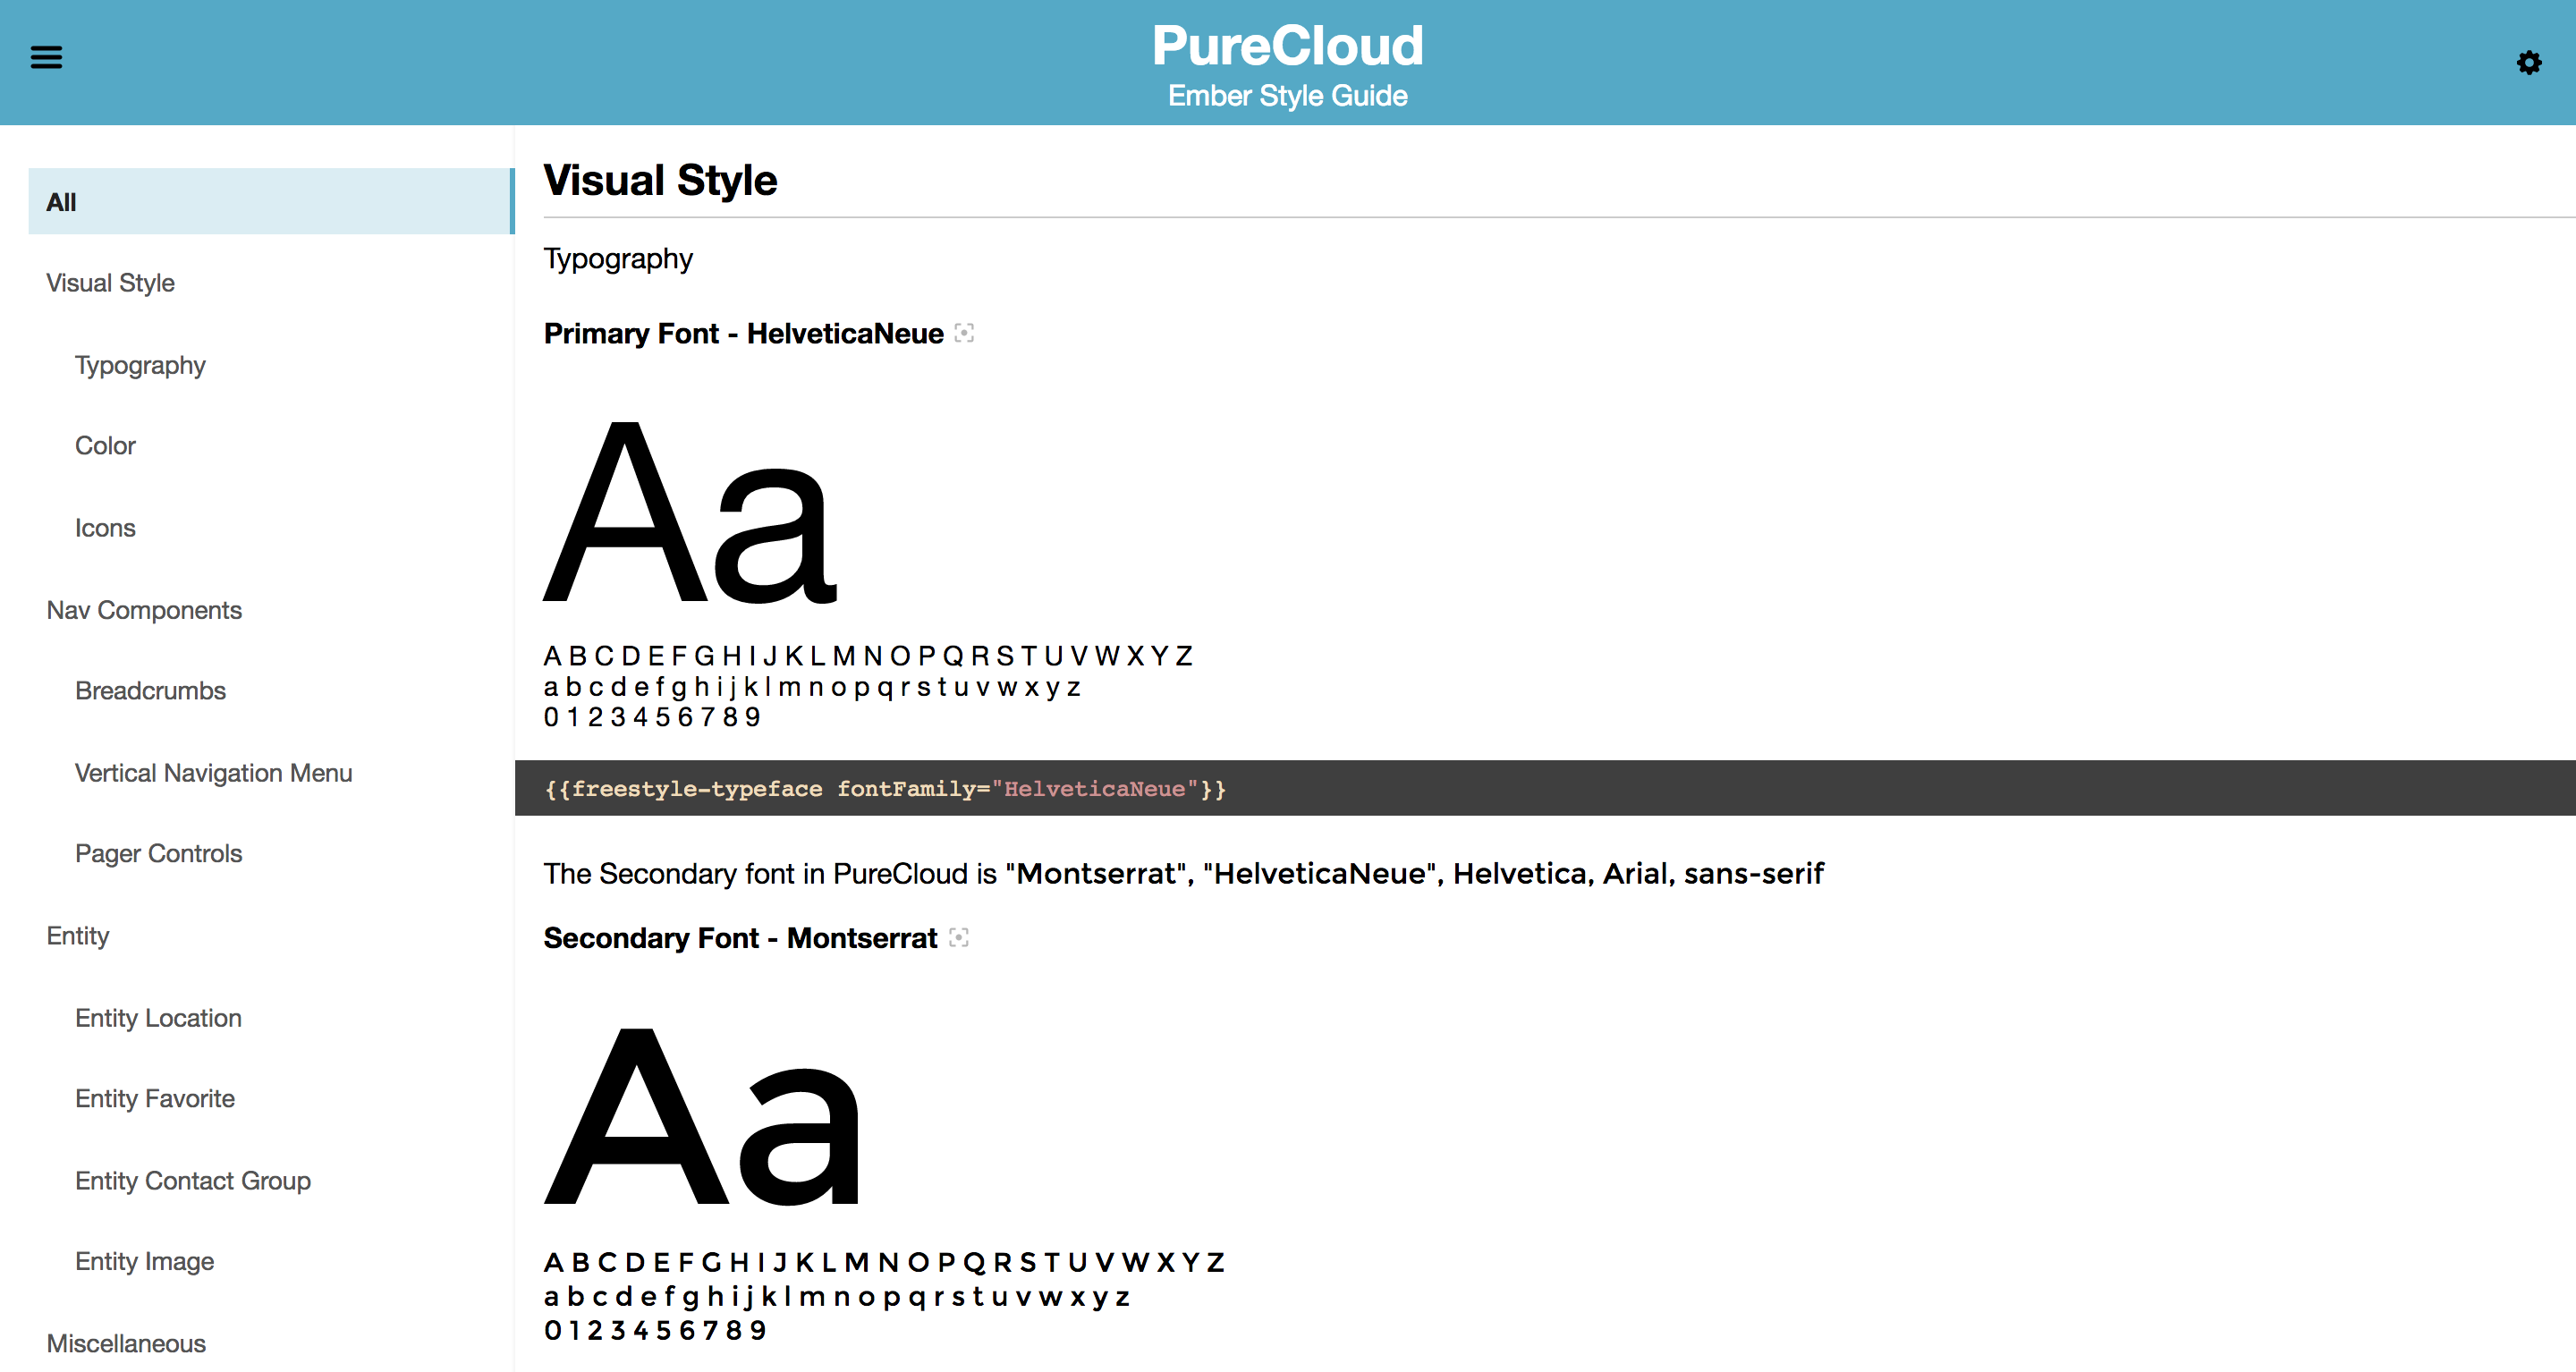 PureCloud
Ember Style Guide
All
Visual Style
Typography
Color
Icons
Nav Components
Breadcrumbs
Vertical Navigation Menu
Pager Controls
Entity
Entity Location
Entity Favorite
Entity Contact Group
Entity Image
Miscellaneous
Visual Style
Typography
Primary Font - HelveticaNeue
Aa
A B C D E F G H I J K L M N O P Q R S T U V W X Y Z
a b c d e f g h i j k l m n o p q r s t u v w x y z
0 1 2 3 4 5 6 7 8 9
{{freestyle-typeface fontFamily="HelveticaNeue"}}
The Secondary font in PureCloud is "Montserrat", "HelveticaNeue", Helvetica, Arial, sans-serif
Secondary Font - Montserrat
Aa
A B C D E F G H I J K L M N O P Q R S T U V W X Y Z
a b c d e f g h i j k l m n o p q r s t u v w x y z
0 1 2 3 4 5 6 7 8 9